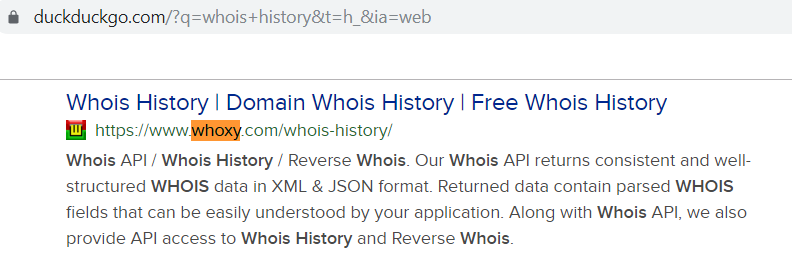 duckduckgo.com/?q=whois+history&t=h_&ia=web
Whois History | Domain Whois History | Free Whois History
W https://www.whoxy.com/whois-history/
Whois API / Whois History / Reverse Whois. Our Whois API returns consistent and well-
structured WHOIS data in XML & JSON format. Returned data contain parsed WHOIS
fields that can be easily understood by your application. Along with Whois API, we also
provide API access to Whois History and Reverse Whois.